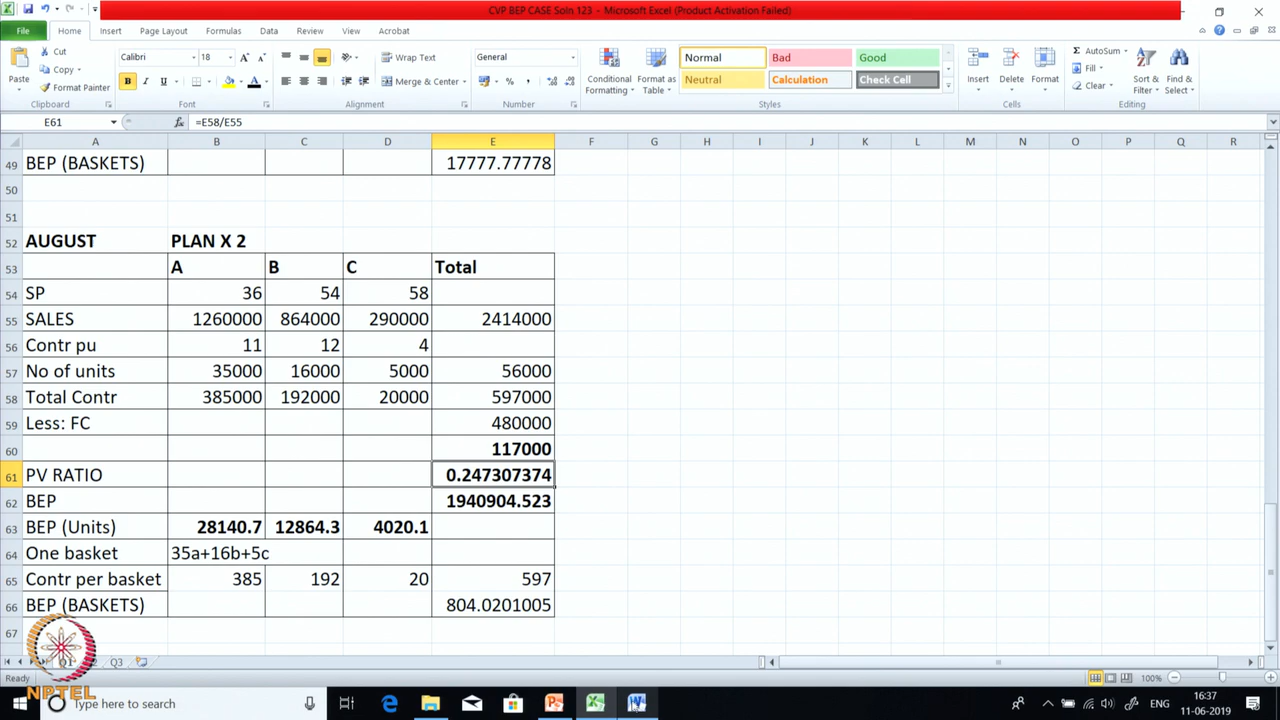 CVP BEP CASE Soln 123 – Microsoft Excel (Product Activation Failed)
File Home Insert Page Layout Formulas Data Review View Acrobat
Paste Cut Copy Format Painter Clipboard
Calibri 18 B I U A A Font
Wrap Text Merge & Center Alignment
General % , Number
Conditional Formatting Format as Table
Normal Bad Good
Neutral Calculation Check Cell
Styles
Insert Delete Format Cells
AutoSum Fill Clear Sort & Filter Find & Select Editing
E61 fx =E58/E55
A B C D E F G H I J K L M N O P Q R
49 BEP (BASKETS) 17777.77778
50
51
52 AUGUST PLAN X 2
53 A B C Total
54 SP 36 54 58
55 SALES 1260000 864000 290000 2414000
56 Contr pu 11 12 4
57 No of units 35000 16000 5000 56000
58 Total Contr 385000 192000 20000 597000
59 Less: FC 480000
60 117000
61 PV RATIO 0.247307374
62 BEP 1940904.523
63 BEP (Units) 28140.7 12864.3 4020.1
64 One basket 35a+16b+5c
65 Contr per basket 385 192 20 597
66 BEP (BASKETS) 804.0201005
67
Q1 Q3
Ready 100%
NPTEL
Type here to search
ENG 16:37
11-06-2019